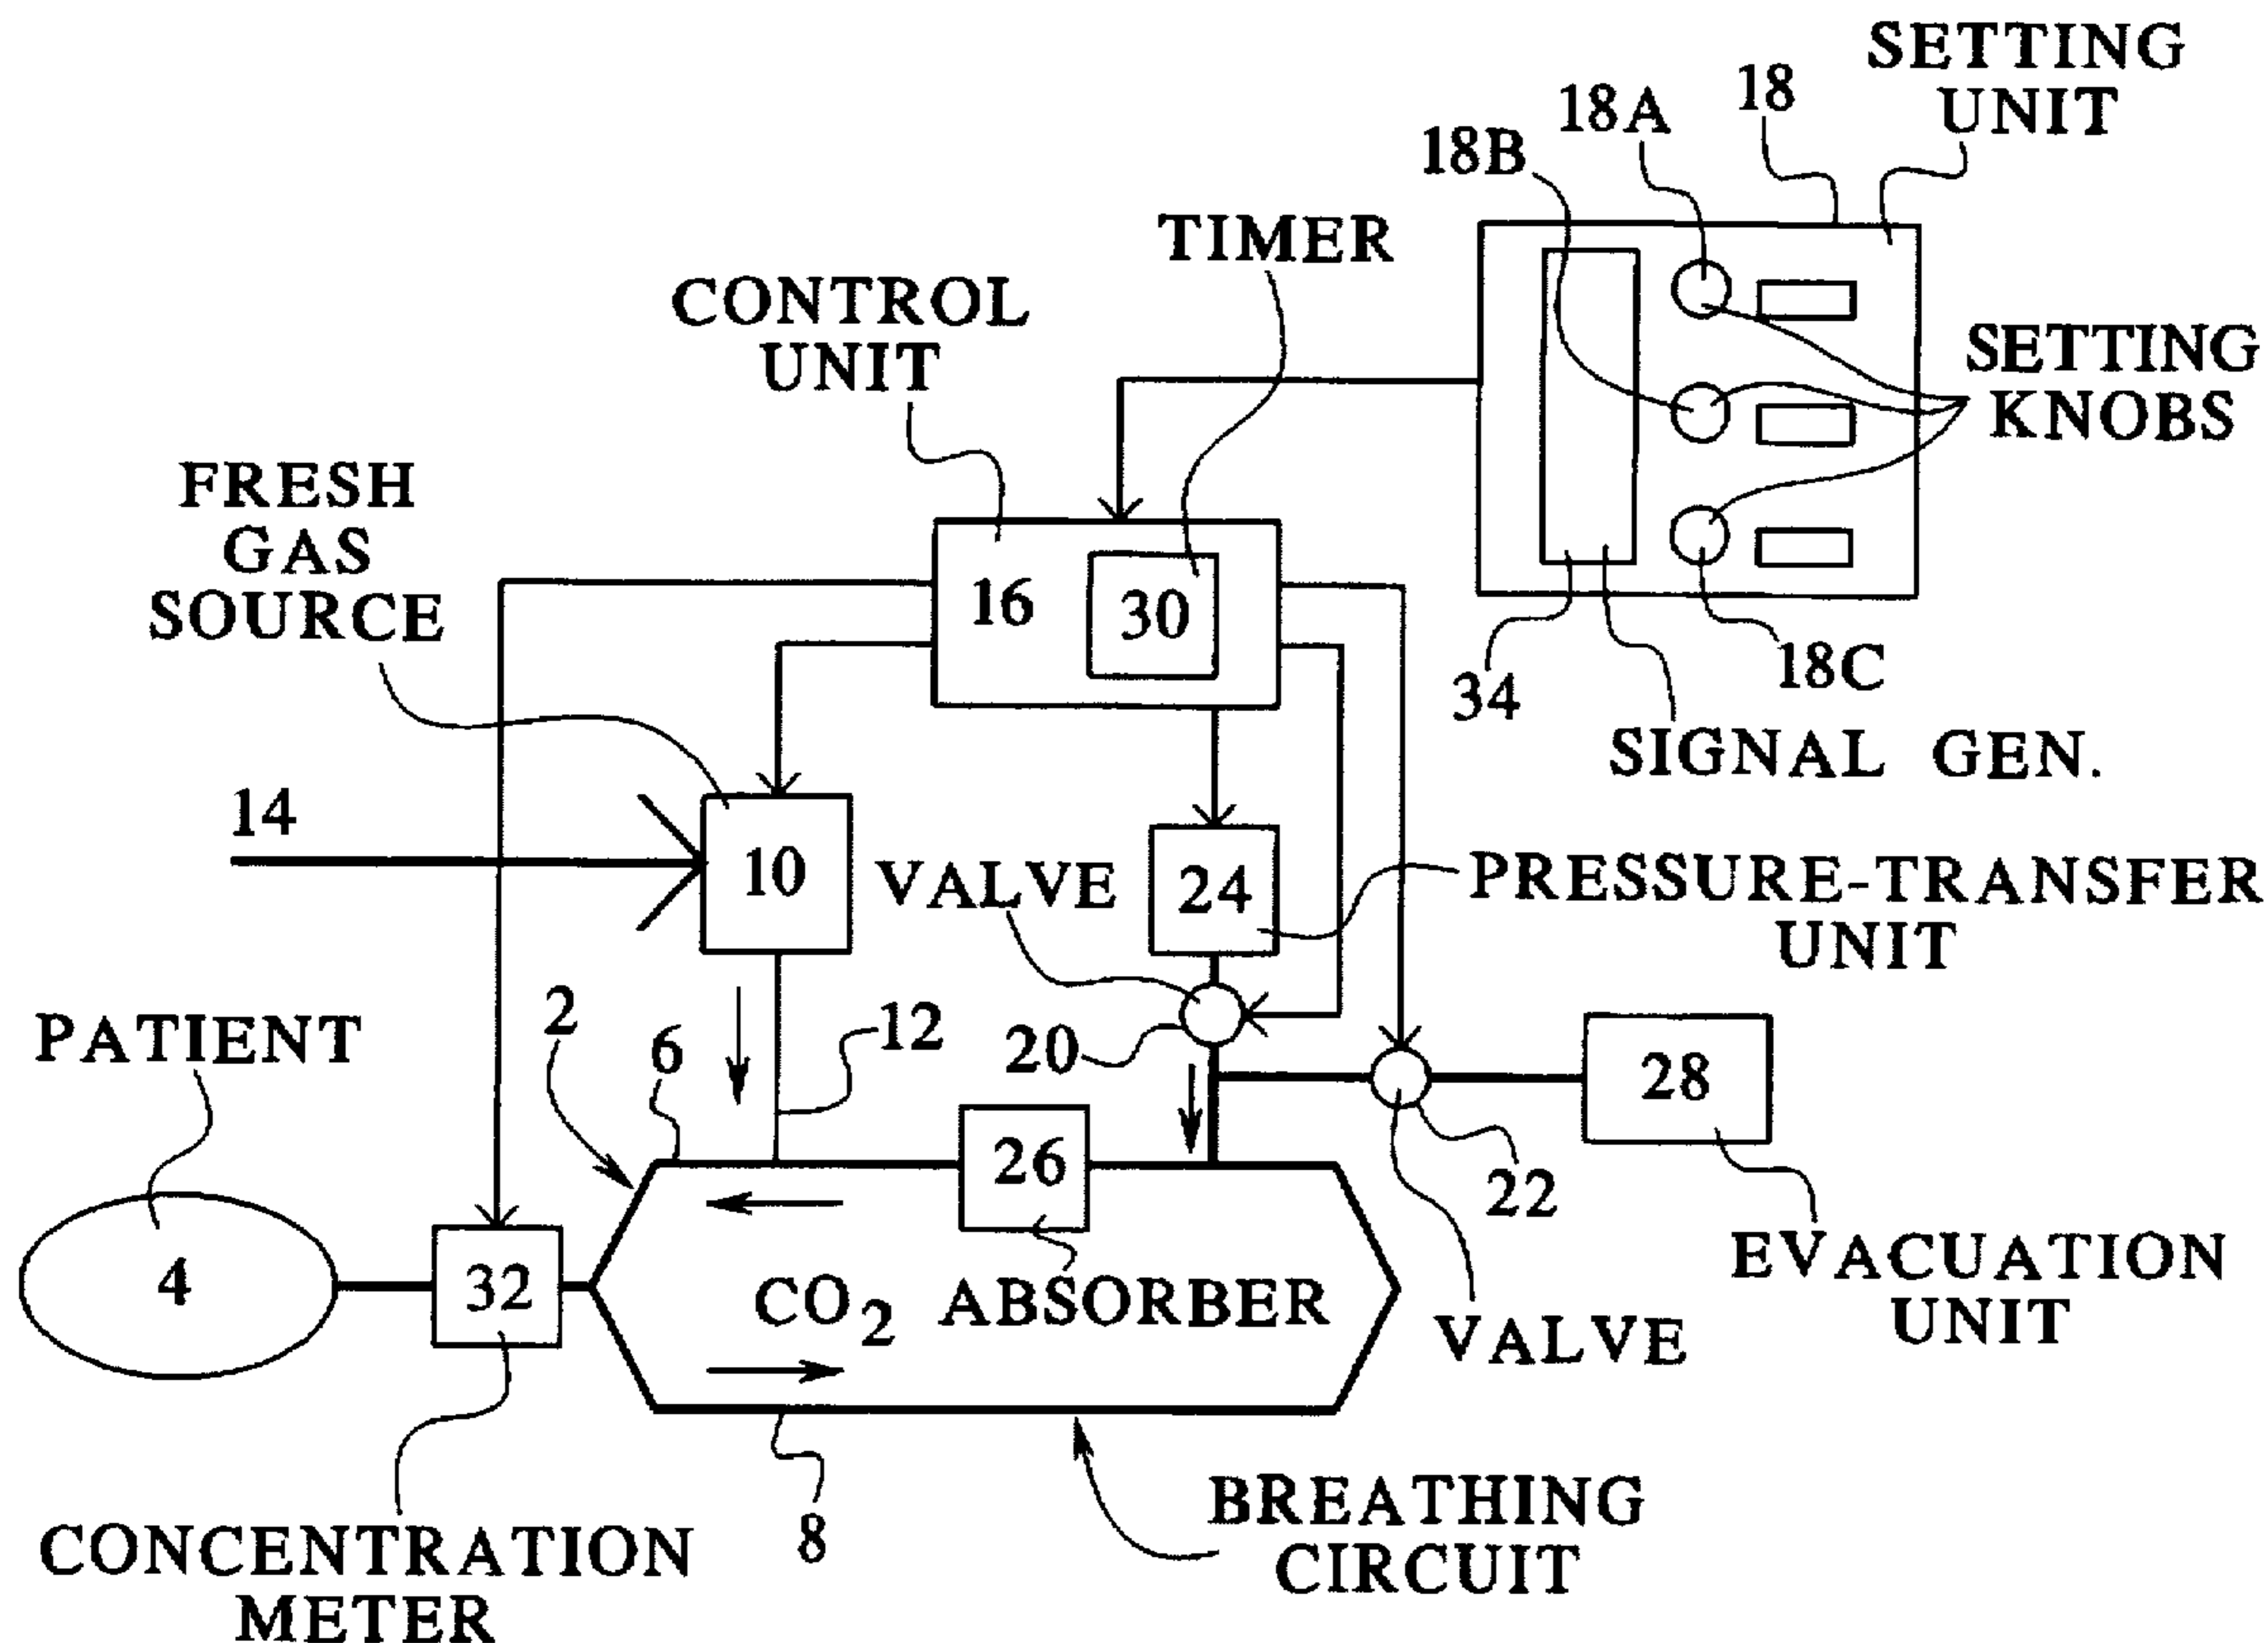 SETTING
UNIT
18
18A
18B
TIMER
CONTROL
UNIT
SETTING
KNOBS
FRESH
GAS
SOURCE
16
30
18C
34
SIGNAL GEN.
14
10
VALVE
24
PRESSURE-TRANSFER
UNIT
PATIENT
2
6
12
20
28
26
22
4
32
CO2 ABSORBER
EVACUATION
UNIT
VALVE
8
BREATHING
CIRCUIT
CONCENTRATION
METER